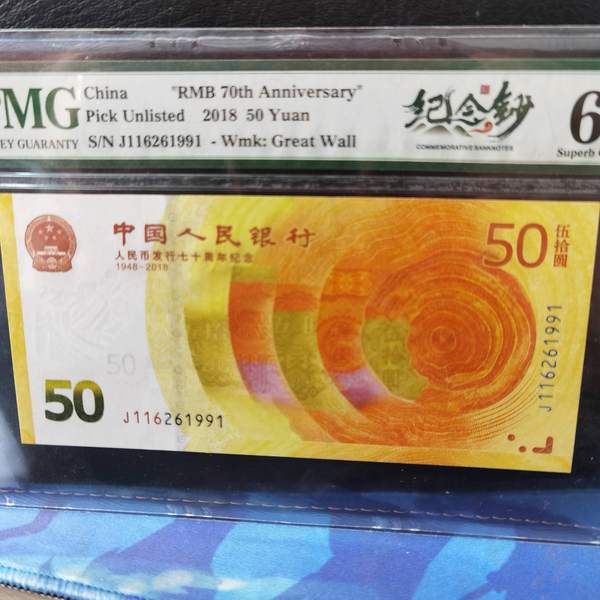 PMG
China "RMB 70th Anniversary"
Pick Unlisted 2018 50 Yuan
EY GUARANTY S/N J116261991 - Wmk: Great Wall
纪念钞
COMMEMORATIVE BANKNOTES
6
Superb
中国人民银行
人民币发行七十周年纪念
1948-2018
50
伍拾圆
50
50
J116261991
J116261991